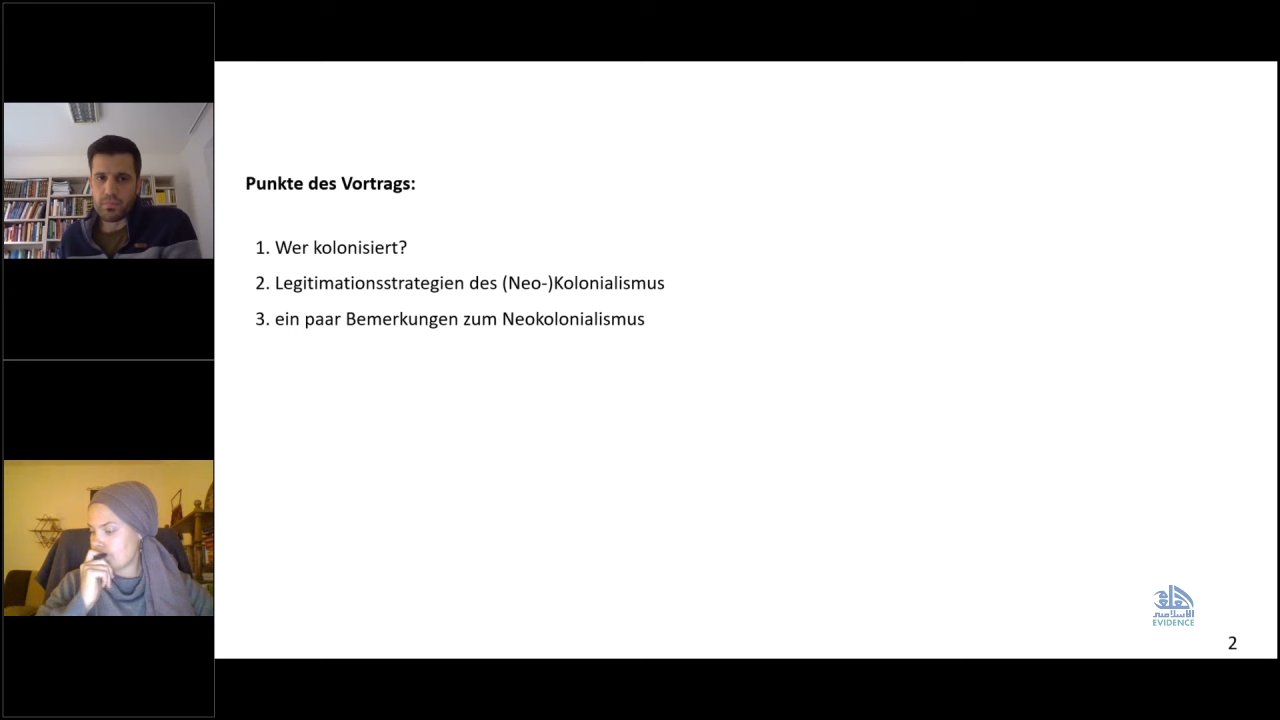 Punkte des Vortrags:
1. Wer kolonisiert?
2. Legitimationsstrategien des (Neo-)Kolonialismus
3. ein paar Bemerkungen zum Neokolonialismus
EVIDENCE
2